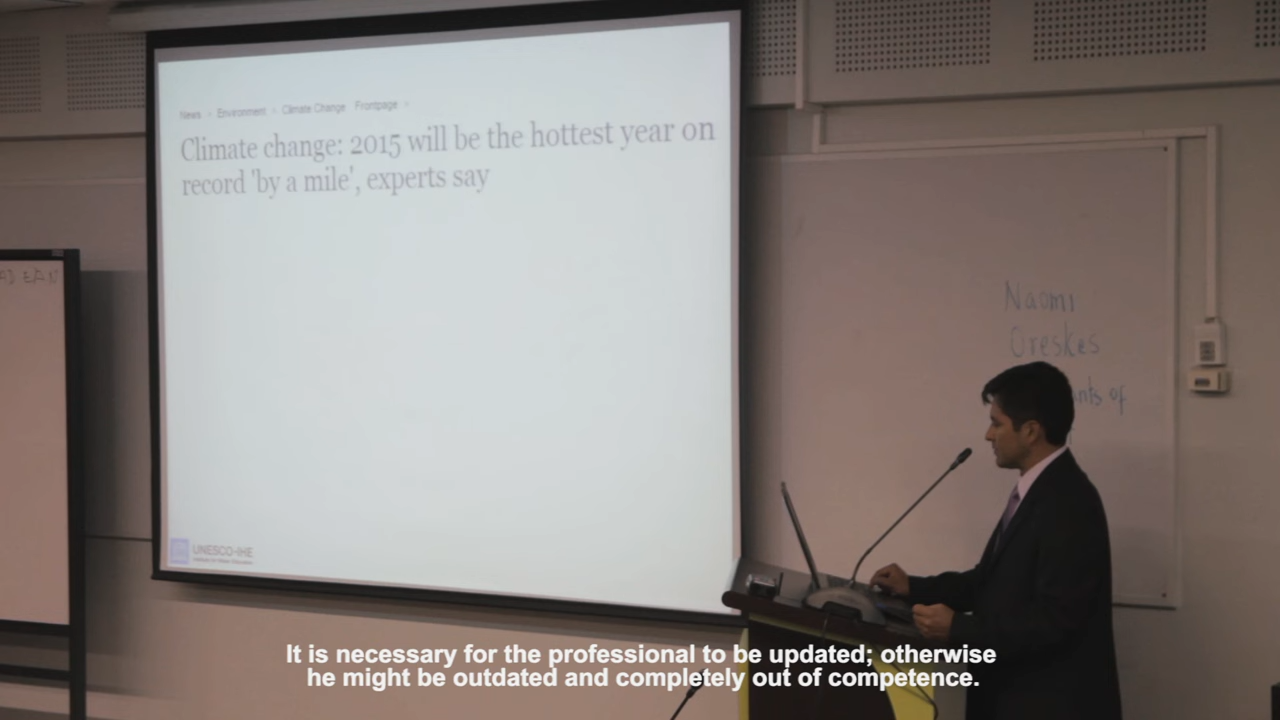 News > Environment > Climate Change Frontpage >
Climate change: 2015 will be the hottest year on
record 'by a mile', experts say
Naomi
Oreskes
nts of
UNESCO-IHE
It is necessary for the professional to be updated; otherwise
he might be outdated and completely out of competence.